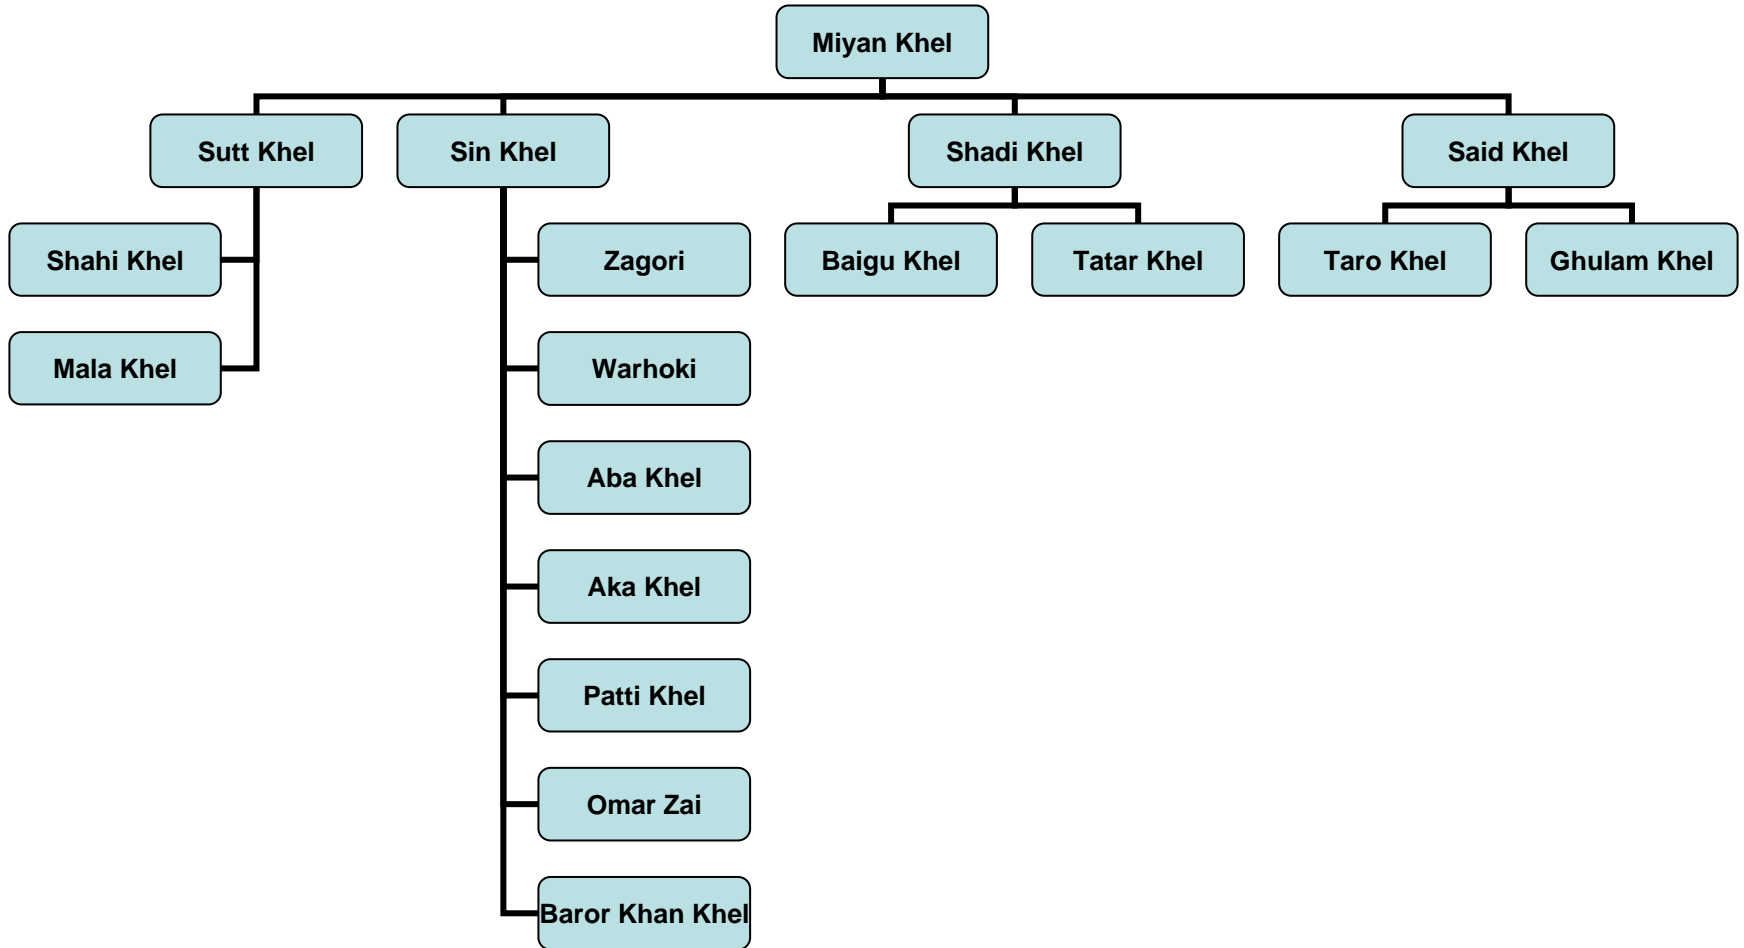 Miyan Khel
Sutt Khel
Sin Khel
Shadi Khel
Said Khel
Shahi Khel
Zagori
Baigu Khel
Tatar Khel
Taro Khel
Ghulam Khel
Mala Khel
Warhoki
Aba Khel
Aka Khel
Patti Khel
Omar Zai
Baror Khan Khel